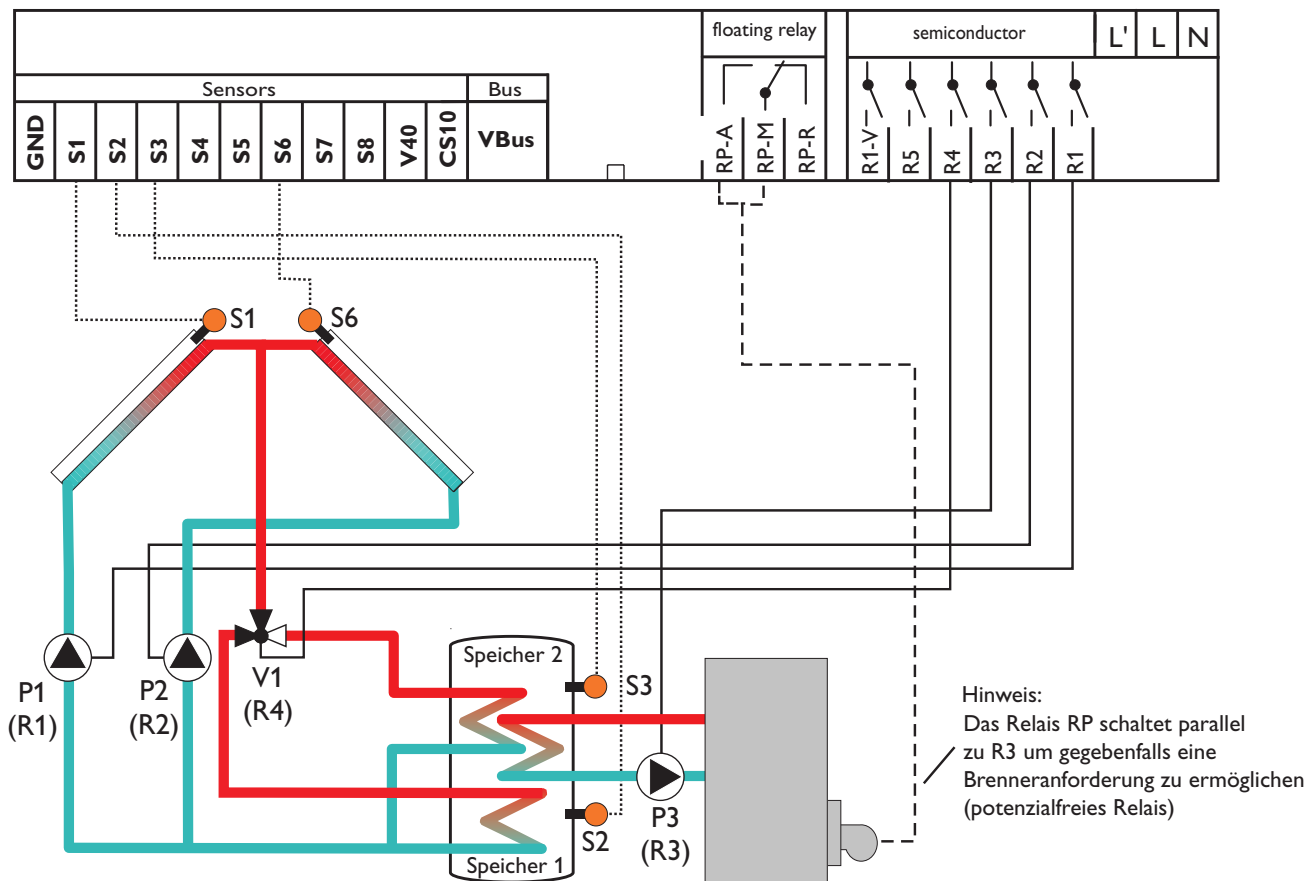 floating relay
semiconductor
L'
L
N
Sensors
Bus
GND
S1
S2
S3
S4
S5
S6
S7
S8
V40
CS10
VBus
RP-A
RP-M
RP-R
R1-V
R5
R4
R3
R2
R1
S1
S6
P1
(R1)
P2
(R2)
V1
(R4)
Speicher 2
S3
S2
Speicher 1
P3
(R3)
Hinweis:
Das Relais RP schaltet parallel
zu R3 um gegebenfalls eine
Brenneranforderung zu ermöglichen
(potenzialfreies Relais)